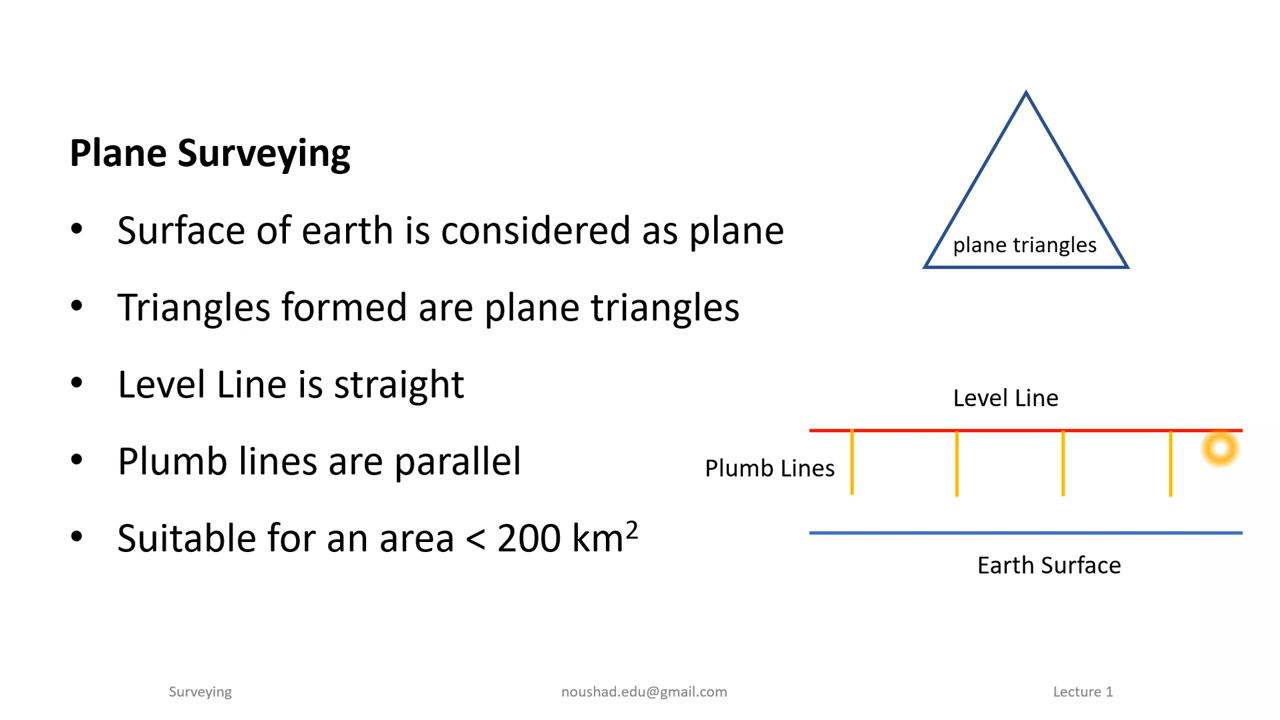 Plane Surveying
• Surface of earth is considered as plane
• Triangles formed are plane triangles
• Level Line is straight
• Plumb lines are parallel
• Suitable for an area < 200 km²
plane triangles
Level Line
Plumb Lines
Earth Surface
Surveying
noushad.edu@gmail.com
Lecture 1